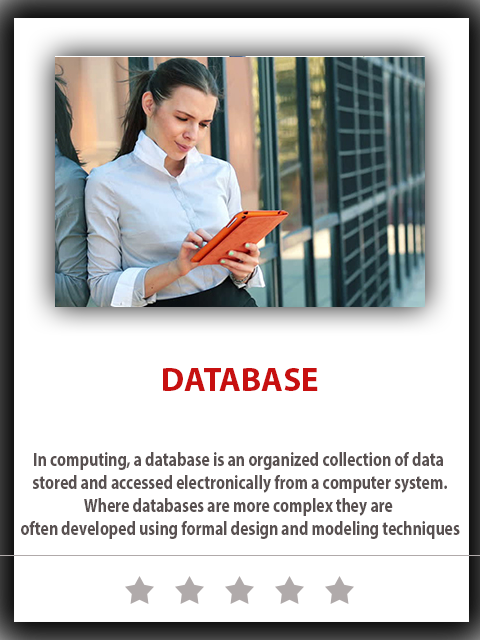 DATABASE
In computing, a database is an organized collection of data
stored and accessed electronically from a computer system.
Where databases are more complex they are
often developed using formal design and modeling techniques